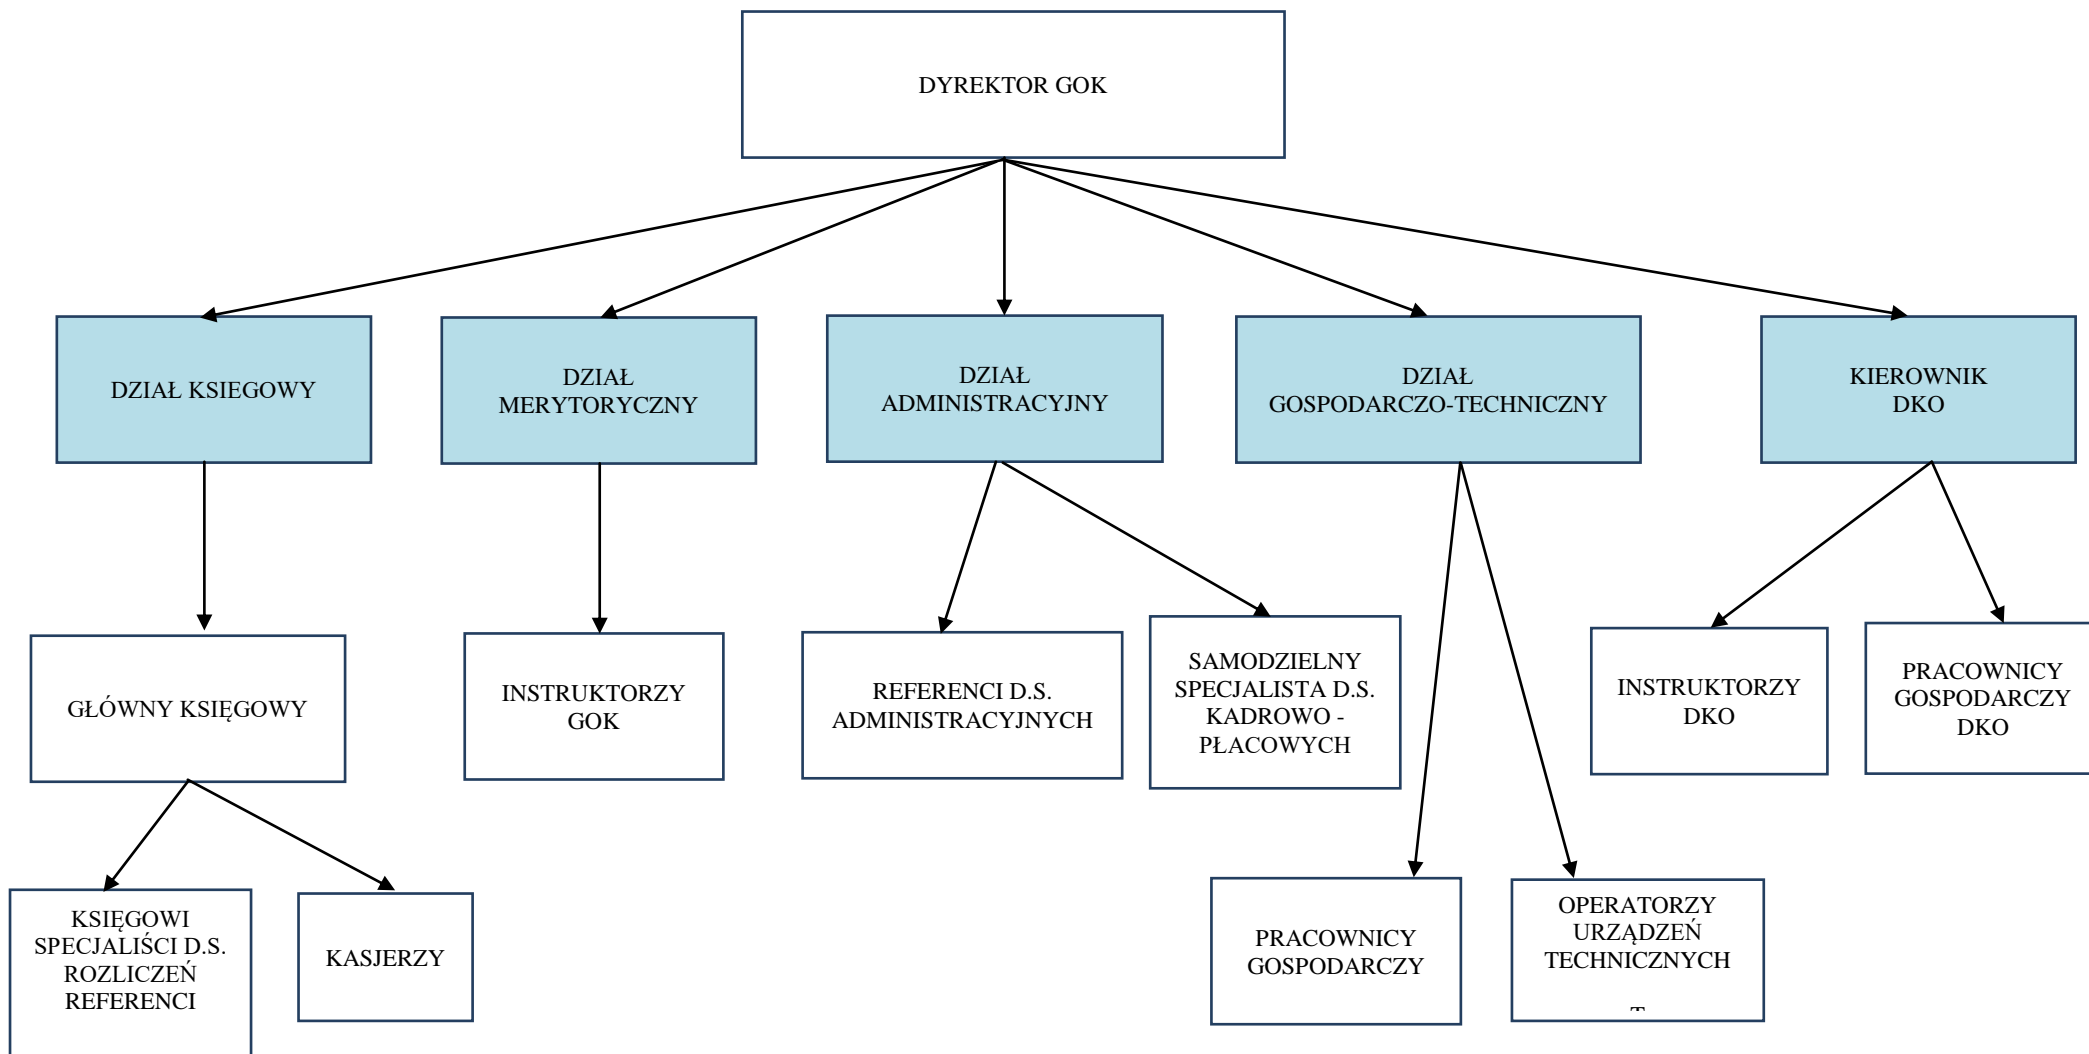 DYREKTOR GOK
DZIAŁ KSIEGOWY
DZIAŁ
MERYTORYCZNY
DZIAŁ
ADMINISTRACYJNY
DZIAŁ
GOSPODARCZO-TECHNICZNY
KIEROWNIK
DKO
GŁÓWNY KSIĘGOWY
INSTRUKTORZY
GOK
REFERENCI D.S.
ADMINISTRACYJNYCH
SAMODZIELNY
SPECJALISTA D.S.
KADROWO -
PŁACOWYCH
INSTRUKTORZY
DKO
PRACOWNICY
GOSPODARCZY
DKO
KSIĘGOWI
SPECJALIŚCI D.S.
ROZLICZEŃ
REFERENCI
KASJERZY
PRACOWNICY
GOSPODARCZY
OPERATORZY
URZĄDZEŃ
TECHNICZNYCH